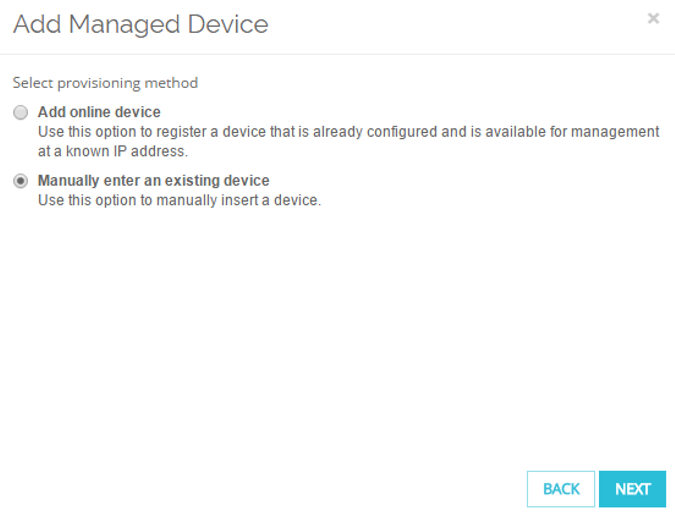 Add Managed Device
Select provisioning method
Add online device
Use this option to register a device that is already configured and is available for management
at a known IP address.
Manually enter an existing device
Use this option to manually insert a device.
BACK NEXT